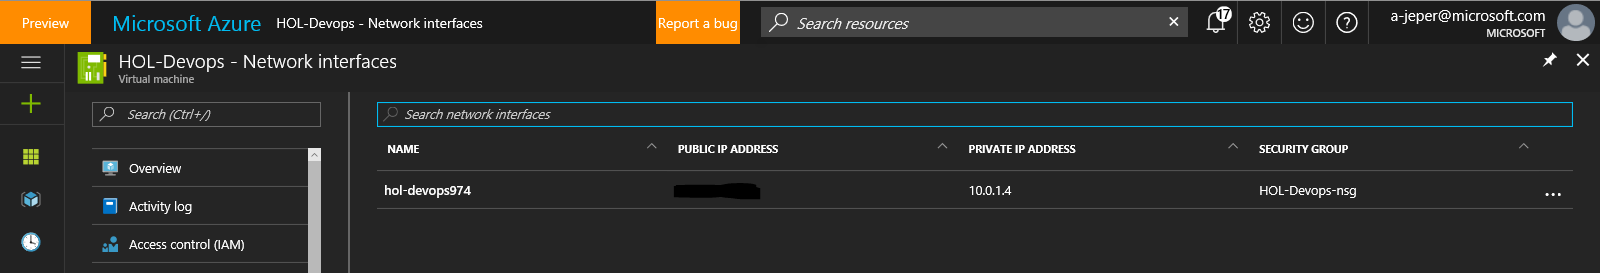 Preview
Microsoft Azure
HOL-Devops - Network interfaces
Report a bug
Search resources
17
a-jeper@microsoft.com
MICROSOFT
HOL-Devops - Network interfaces
Virtual machine
Search (Ctrl+/)
Search network interfaces
NAME PUBLIC IP ADDRESS PRIVATE IP ADDRESS SECURITY GROUP
Overview
hol-devops974 10.0.1.4 HOL-Devops-nsg ...
Activity log
Access control (IAM)